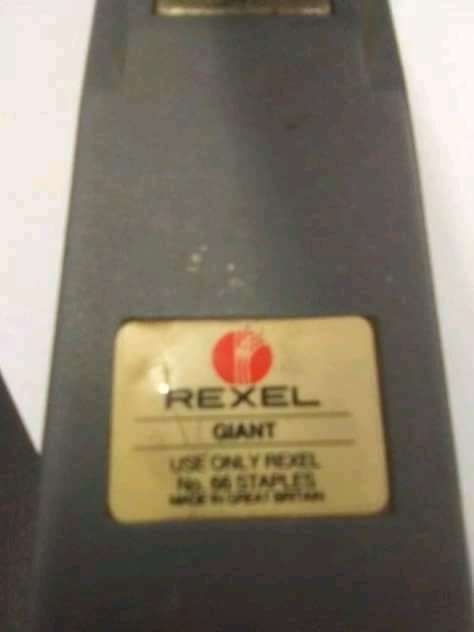 REXEL
GIANT
USE ONLY REXEL
No. 66 STAPLES
MADE IN GREAT BRITAIN